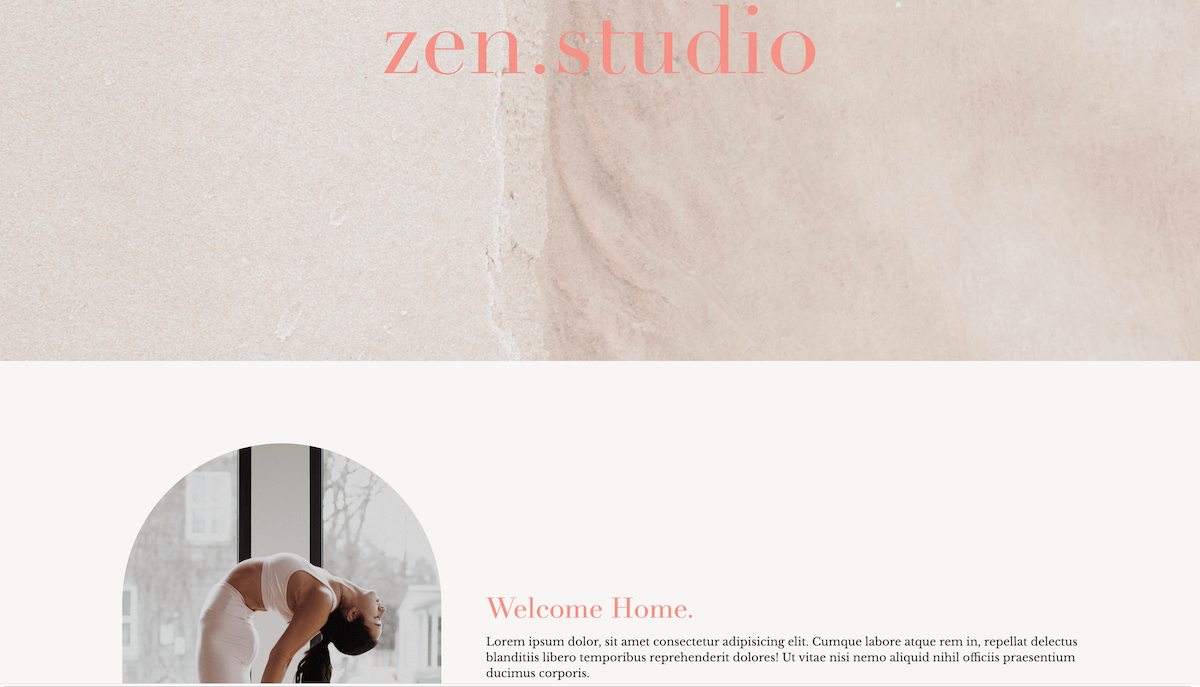 zen.studio
Welcome Home.
Lorem ipsum dolor, sit amet consectetur adipisicing elit. Cumque labore atque rem in, repellat delectus
blanditiis libero temporibus reprehenderit dolores! Ut vitae nisi nemo aliquid nihil officiis praesentium
ducimus corporis.